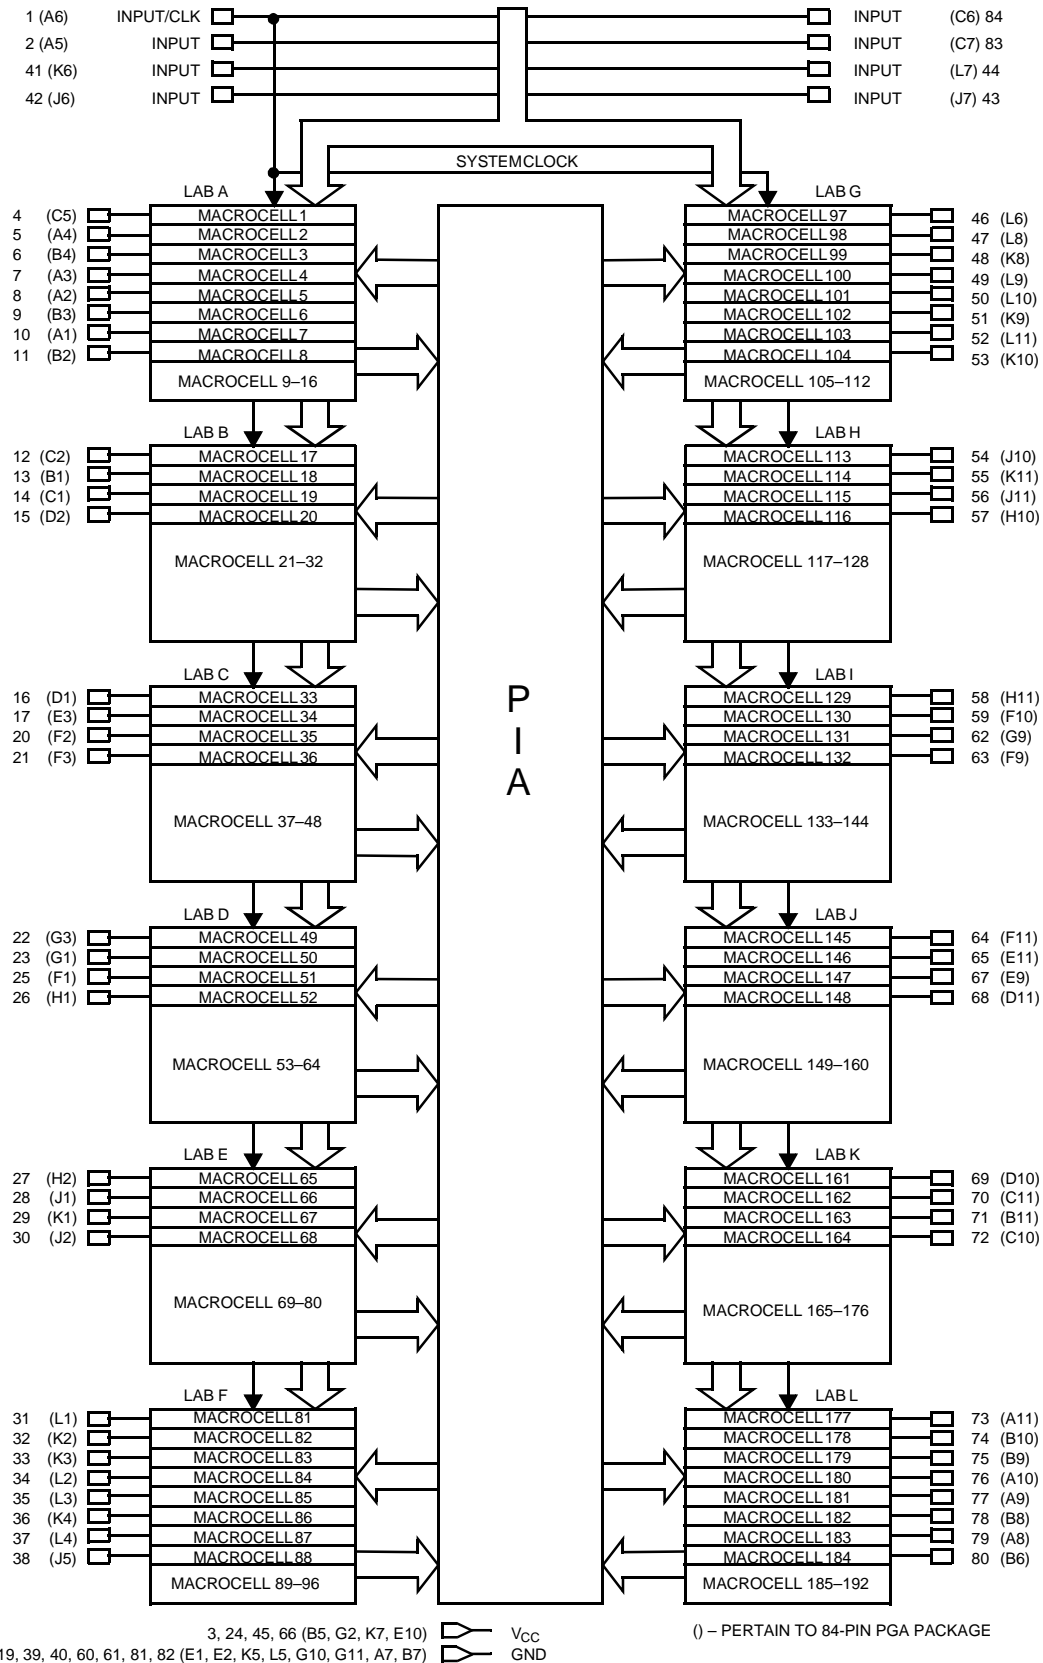 1 (A6) INPUT/CLK INPUT (C6) 84
2 (A5) INPUT INPUT (C7) 83
41 (K6) INPUT INPUT (L7) 44
42 (J6) INPUT INPUT (J7) 43
SYSTEM CLOCK
LAB A LAB G
4 (C5) MACROCELL 1 MACROCELL 97 46 (L6)
5 (A4) MACROCELL 2 MACROCELL 98 47 (L8)
6 (B4) MACROCELL 3 MACROCELL 99 48 (K8)
7 (A3) MACROCELL 4 MACROCELL 100 49 (L9)
8 (A2) MACROCELL 5 MACROCELL 101 50 (L10)
9 (B3) MACROCELL 6 MACROCELL 102 51 (K9)
10 (A1) MACROCELL 7 MACROCELL 103 52 (L11)
11 (B2) MACROCELL 8 MACROCELL 104 53 (K10)
MACROCELL 9–16 MACROCELL 105–112
LAB B LAB H
12 (C2) MACROCELL 17 MACROCELL 113 54 (J10)
13 (B1) MACROCELL 18 MACROCELL 114 55 (K11)
14 (C1) MACROCELL 19 MACROCELL 115 56 (J11)
15 (D2) MACROCELL 20 MACROCELL 116 57 (H10)
MACROCELL 21–32 MACROCELL 117–128
LAB C LAB I
16 (D1) MACROCELL 33 MACROCELL 129 58 (H11)
17 (E3) MACROCELL 34 MACROCELL 130 59 (F10)
20 (F2) MACROCELL 35 MACROCELL 131 62 (G9)
21 (F3) MACROCELL 36 MACROCELL 132 63 (F9)
PIA
MACROCELL 37–48 MACROCELL 133–144
LAB D LAB J
22 (G3) MACROCELL 49 MACROCELL 145 64 (F11)
23 (G1) MACROCELL 50 MACROCELL 146 65 (E11)
25 (F1) MACROCELL 51 MACROCELL 147 67 (E9)
26 (H1) MACROCELL 52 MACROCELL 148 68 (D11)
MACROCELL 53–64 MACROCELL 149–160
LAB E LAB K
27 (H2) MACROCELL 65 MACROCELL 161 69 (D10)
28 (J1) MACROCELL 66 MACROCELL 162 70 (C11)
29 (K1) MACROCELL 67 MACROCELL 163 71 (B11)
30 (J2) MACROCELL 68 MACROCELL 164 72 (C10)
MACROCELL 69–80 MACROCELL 165–176
LAB F LAB L
31 (L1) MACROCELL 81 MACROCELL 177 73 (A11)
32 (K2) MACROCELL 82 MACROCELL 178 74 (B10)
33 (K3) MACROCELL 83 MACROCELL 179 75 (B9)
34 (L2) MACROCELL 84 MACROCELL 180 76 (A10)
35 (L3) MACROCELL 85 MACROCELL 181 77 (A9)
36 (K4) MACROCELL 86 MACROCELL 182 78 (B8)
37 (L4) MACROCELL 87 MACROCELL 183 79 (A8)
38 (J5) MACROCELL 88 MACROCELL 184 80 (B6)
MACROCELL 89–96 MACROCELL 185–192
3, 24, 45, 66 (B5, G2, K7, E10) VCC () – PERTAIN TO 84-PIN PGA PACKAGE
19, 39, 40, 60, 61, 81, 82 (E1, E2, K5, L5, G10, G11, A7, B7) GND